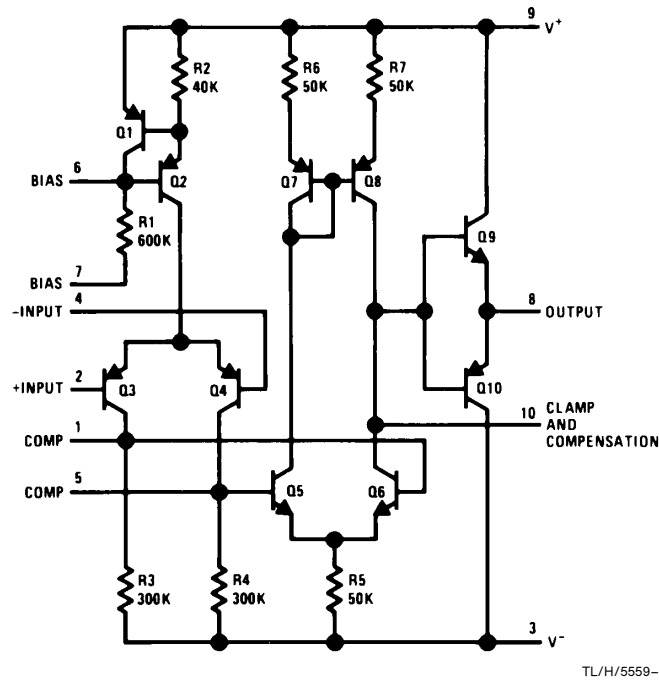 9
V+
R2
40K
R6
50K
R7
50K
Q1
6
BIAS
Q2
Q7
Q8
R1
600K
Q9
7
BIAS
4
-INPUT
8
OUTPUT
2
+INPUT
Q3
Q4
Q10
1
COMP
10
CLAMP
AND
COMPENSATION
5
COMP
Q5
Q6
R3
300K
R4
300K
R5
50K
3
V-
TL/H/5559–